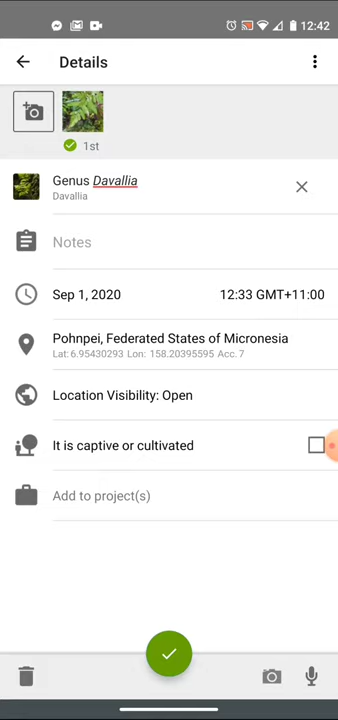 12:42
Details
1st
Genus Davallia
Davallia
Notes
Sep 1, 2020 12:33 GMT+11:00
Pohnpei, Federated States of Micronesia
Lat: 6.95430293 Lon: 158.20395595 Acc. 7
Location Visibility: Open
It is captive or cultivated
Add to project(s)